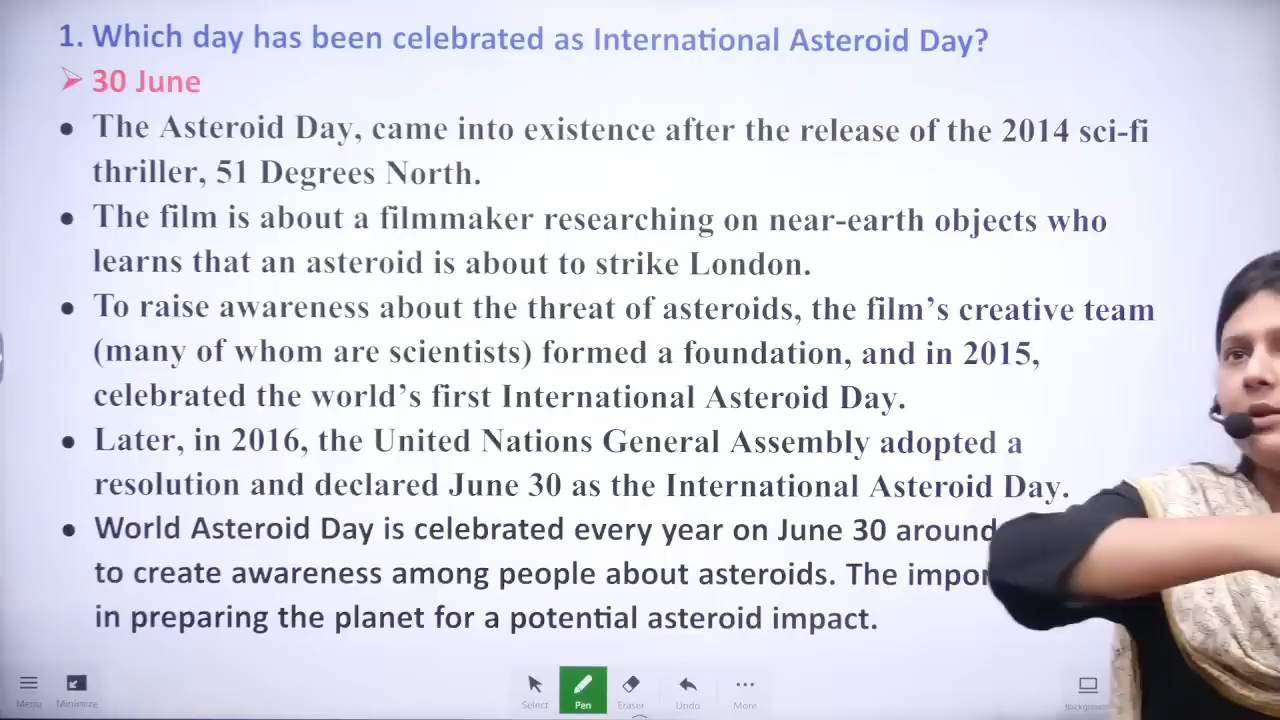 1. Which day has been celebrated as International Asteroid Day?
➢ 30 June
• The Asteroid Day, came into existence after the release of the 2014 sci-fi
thriller, 51 Degrees North.
• The film is about a filmmaker researching on near-earth objects who
learns that an asteroid is about to strike London.
• To raise awareness about the threat of asteroids, the film’s creative team
(many of whom are scientists) formed a foundation, and in 2015,
celebrated the world’s first International Asteroid Day.
• Later, in 2016, the United Nations General Assembly adopted a
resolution and declared June 30 as the International Asteroid Day.
• World Asteroid Day is celebrated every year on June 30 around
to create awareness among people about asteroids. The
in preparing the planet for a potential asteroid impact.
Menu Minimize Select Pen Eraser Undo More Background